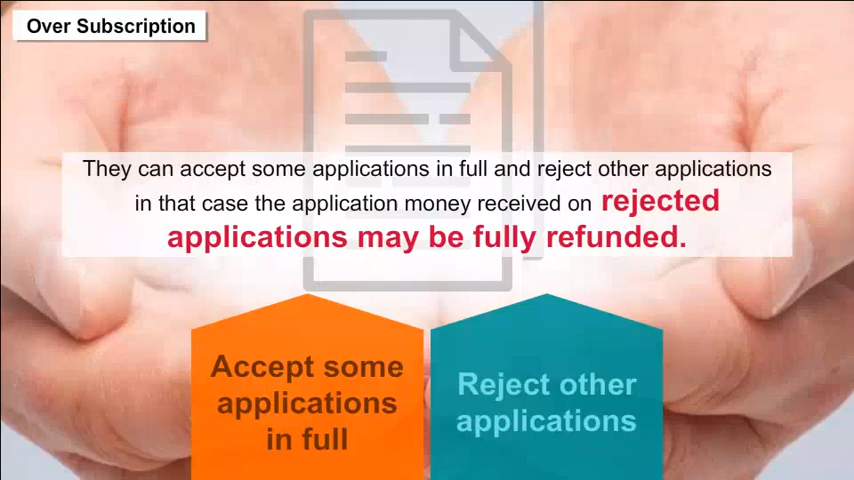 Over Subscription
They can accept some applications in full and reject other applications
in that case the application money received on rejected
applications may be fully refunded.
Accept some
applications
in full
Reject other
applications